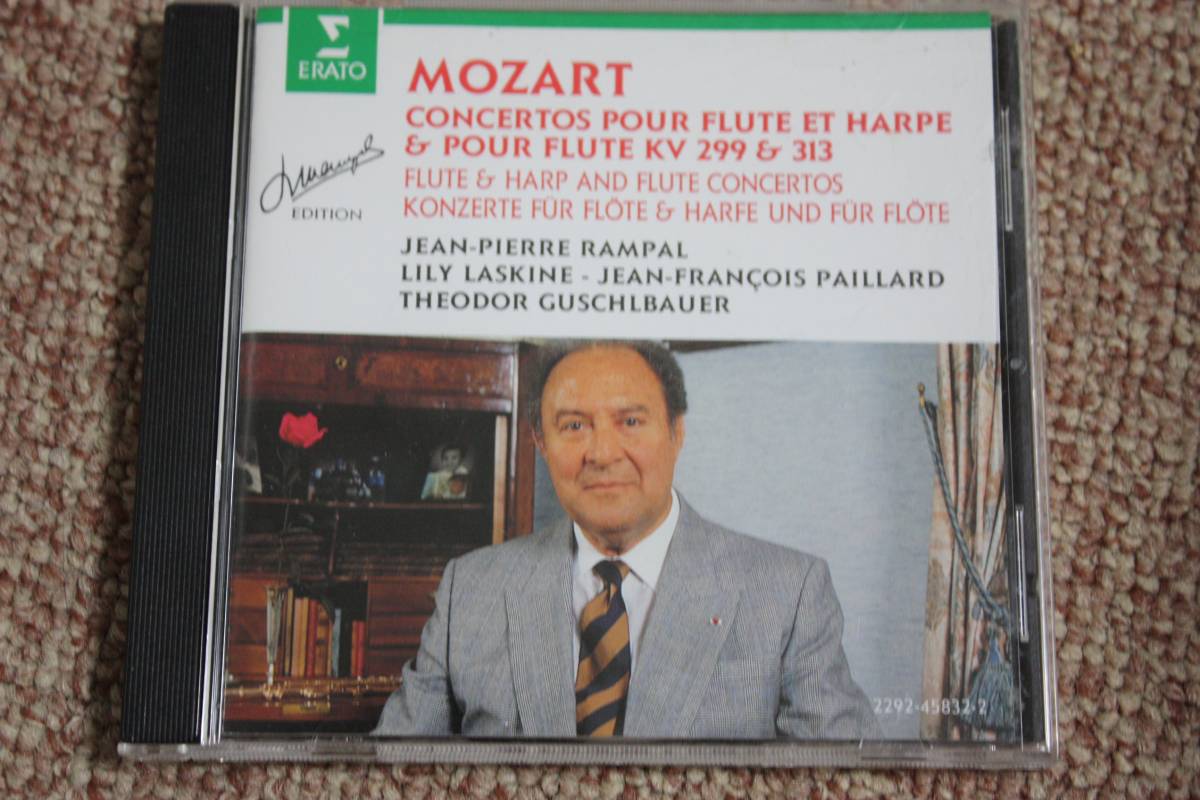 ERATO
MOZART
CONCERTOS POUR FLUTE ET HARPE
& POUR FLUTE KV 299 & 313
FLUTE & HARP AND FLUTE CONCERTOS
KONZERTE FÜR FLÖTE & HARFE UND FÜR FLÖTE
Rampal
EDITION
JEAN-PIERRE RAMPAL
LILY LASKINE - JEAN-FRANÇOIS PAILLARD
THEODOR GUSCHLBAUER
2292-45832-2